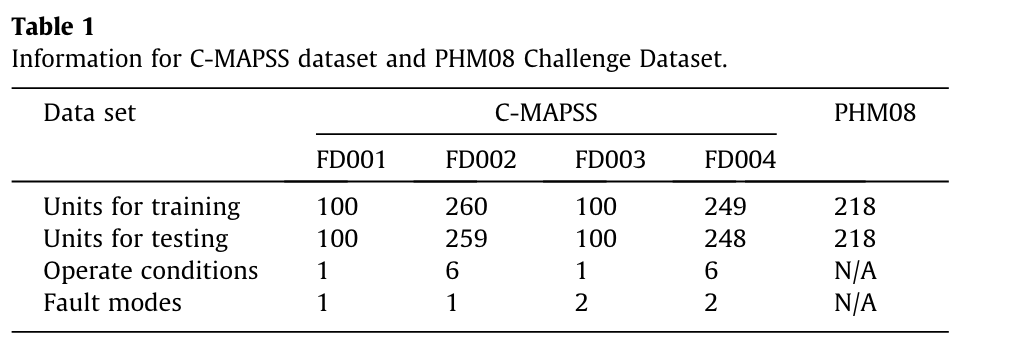 Table 1
Information for C-MAPSS dataset and PHM08 Challenge Dataset.
Data set C-MAPSS PHM08
FD001 FD002 FD003 FD004
Units for training 100 260 100 249 218
Units for testing 100 259 100 248 218
Operate conditions 1 6 1 6 N/A
Fault modes 1 1 2 2 N/A